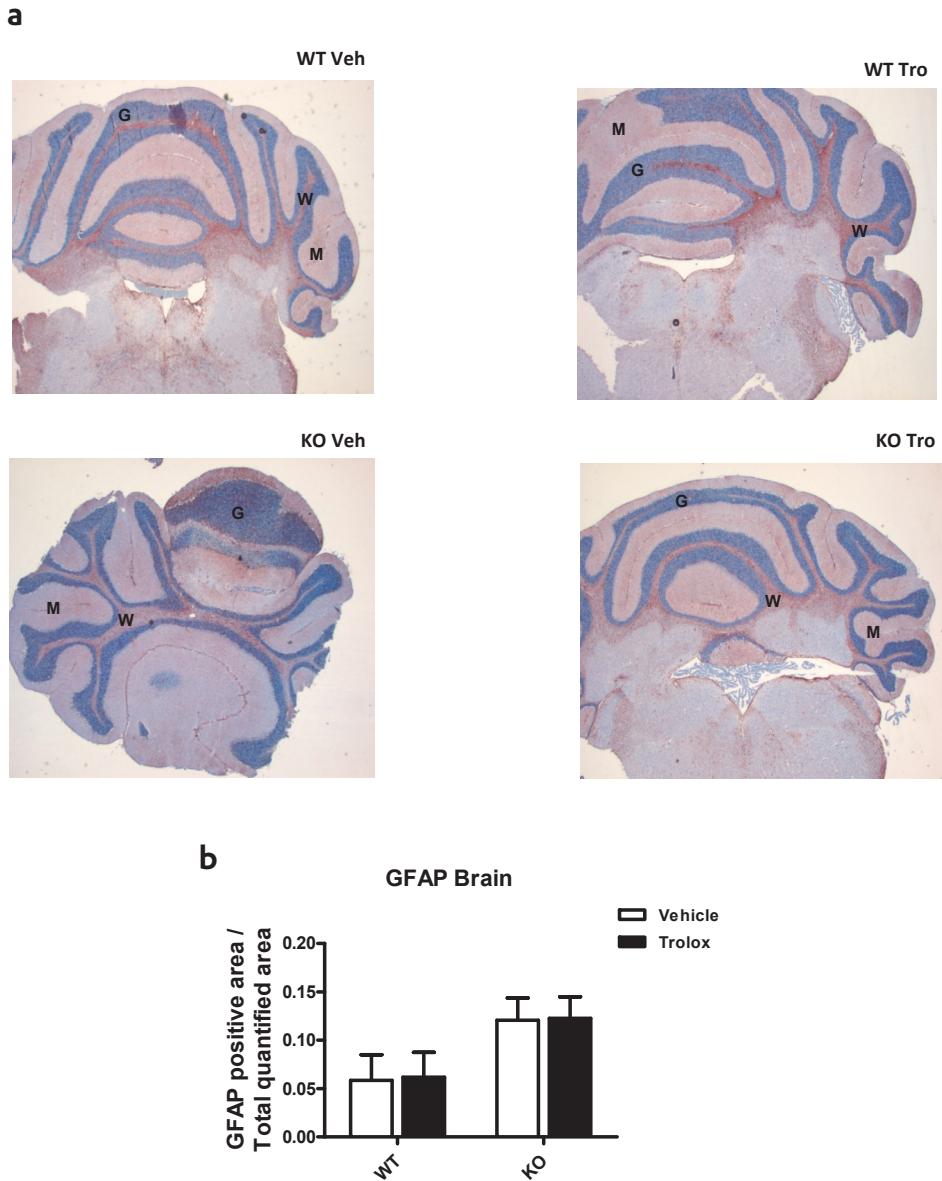 a
WT Veh
WT Tro
G
W
M
M
G
W
KO Veh
KO Tro
G
M
W
G
W
M
b
GFAP Brain
Vehicle
Trolox
GFAP positive area /
Total quantified area
0.20
0.15
0.10
0.05
0.00
WT
KO